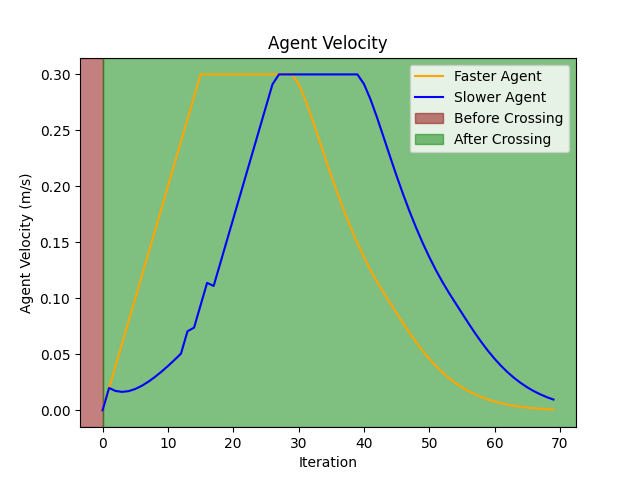 Agent Velocity
Faster Agent
Slower Agent
Before Crossing
After Crossing
Agent Velocity (m/s)
0.30
0.25
0.20
0.15
0.10
0.05
0.00
0 10 20 30 40 50 60 70
Iteration